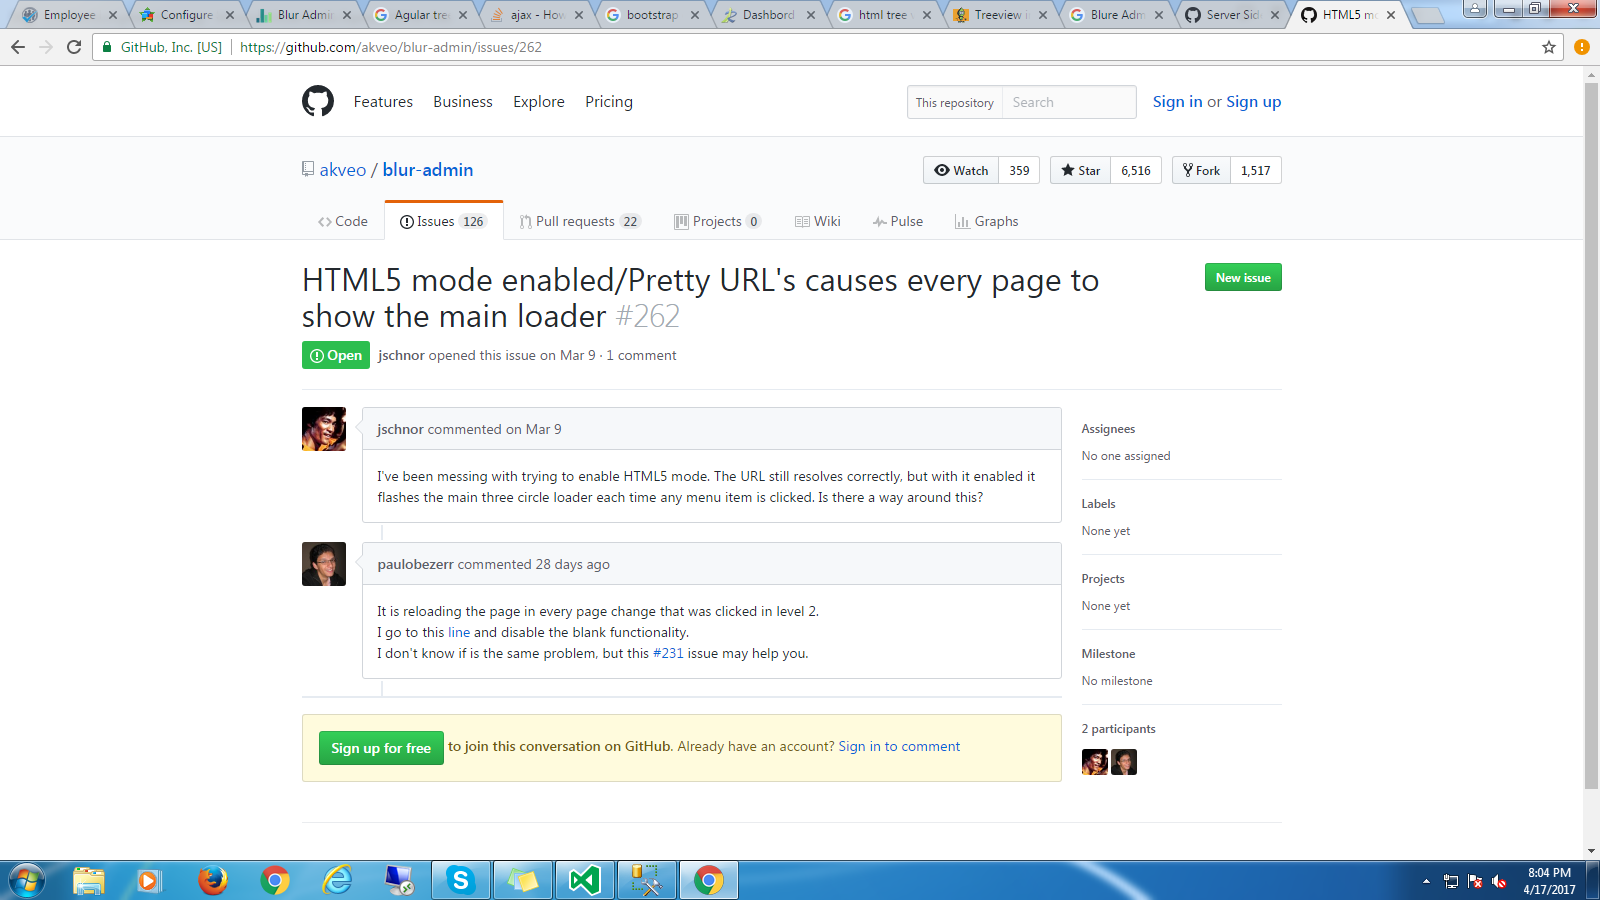 Employee
Configure
Blur Admin
Agular tre
ajax - How
bootstrap
Dashbord
html tree v
Treeview i
Blure Adm
Server Sid
HTML5 mo
GitHub, Inc. [US]
https://github.com/akveo/blur-admin/issues/262
Features
Business
Explore
Pricing
This repository
Search
Sign in or Sign up
akveo / blur-admin
Watch 359
Star 6,516
Fork 1,517
Code
Issues 126
Pull requests 22
Projects 0
Wiki
Pulse
Graphs
HTML5 mode enabled/Pretty URL's causes every page to
show the main loader #262
New issue
Open
jschnor opened this issue on Mar 9 · 1 comment
jschnor commented on Mar 9
I've been messing with trying to enable HTML5 mode. The URL still resolves correctly, but with it enabled it
flashes the main three circle loader each time any menu item is clicked. Is there a way around this?
paulobezerr commented 28 days ago
It is reloading the page in every page change that was clicked in level 2.
I go to this line and disable the blank functionality.
I don't know if is the same problem, but this #231 issue may help you.
Sign up for free to join this conversation on GitHub. Already have an account? Sign in to comment
Assignees
No one assigned
Labels
None yet
Projects
None yet
Milestone
No milestone
2 participants
8:04 PM
4/17/2017